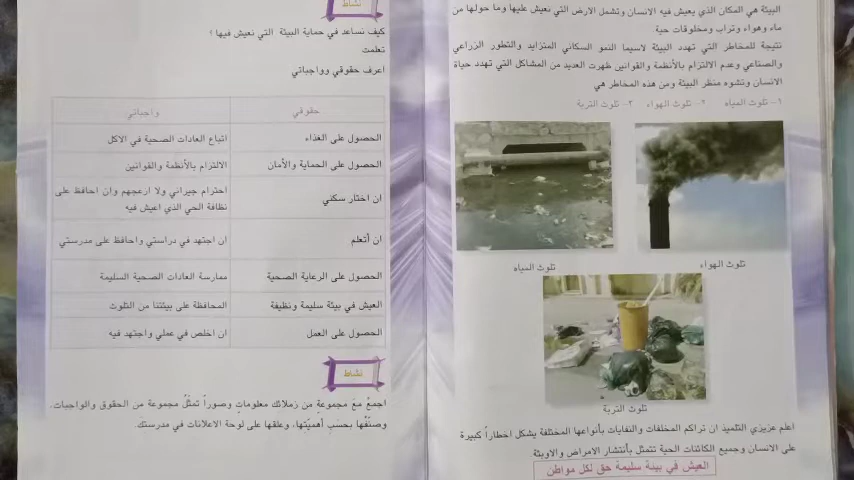 البيئة هي المكان الذي يعيش فيه الانسان وتشمل الارض التي نعيش عليها وما حولها من
ماء وهواء وتراب ومخلوقات حية
نتيجة للمخاطر التي تهدد البيئة لاسيما النمو السكاني المتزايد والتطور الزراعي
والصناعي وعدم الالتزام بالأنظمة والقوانين ظهرت العديد من المشاكل التي تهدد حياة
الانسان وتشوه منظر البيئة ومن هذه المخاطر هي
١- تلوث المياه ٢- تلوث الهواء ٣- تلوث التربة
تلوث الهواء
تلوث المياه
تلوث التربة
اعلم عزيزي التلميذ ان تراكم المخلفات والنفايات بأنواعها المختلفة يشكل اخطاراً كبيرة
على الانسان وجميع الكائنات الحية تتمثل بأنتشار الامراض والاوبئة
العيش في بيئة سليمة حق لكل مواطن
نشاط
كيف نساعد في حماية البيئة التي نعيش فيها ؟
تعلمت
اعرف حقوقي وواجباتي
حقوقي واجباتي
الحصول على الغذاء اتباع العادات الصحية في الاكل
الحصول على الحماية والأمان الالتزام بالأنظمة والقوانين
ان اختار سكني احترام جيراني ولا ازعجهم وان احافظ على
نظافة الحي الذي اعيش فيه
ان أتعلم ان اجتهد في دراستي واحافظ على مدرستي
الحصول على الرعاية الصحية ممارسة العادات الصحية السليمة
العيش في بيئة سليمة ونظيفة المحافظة على بيئتنا من التلوث
الحصول على العمل ان اخلص في عملي واجتهد فيه
نشاط
اجمعْ معَ مجموعةٍ من زملائك معلوماتٍ وصوراً تمثّلُ مجموعة من الحقوق والواجبات.
وصنّفْها بحسَبِ أهميّتها، وعلقها على لوحة الاعلانات في مدرستك.